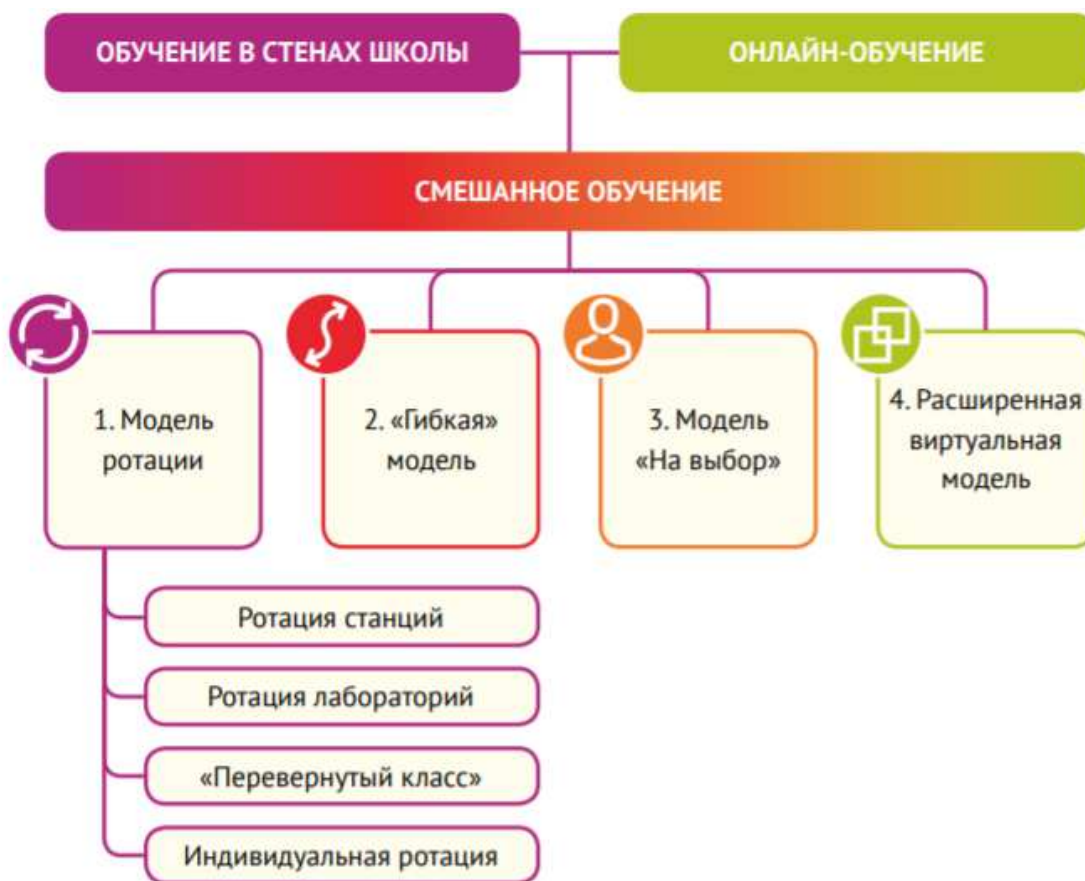 ОБУЧЕНИЕ В СТЕНАХ ШКОЛЫ
ОНЛАЙН-ОБУЧЕНИЕ
СМЕШАННОЕ ОБУЧЕНИЕ
1. Модель
ротации
2. «Гибкая»
модель
3. Модель
«На выбор»
4. Расширенная
виртуальная
модель
Ротация станций
Ротация лабораторий
«Перевернутый класс»
Индивидуальная ротация